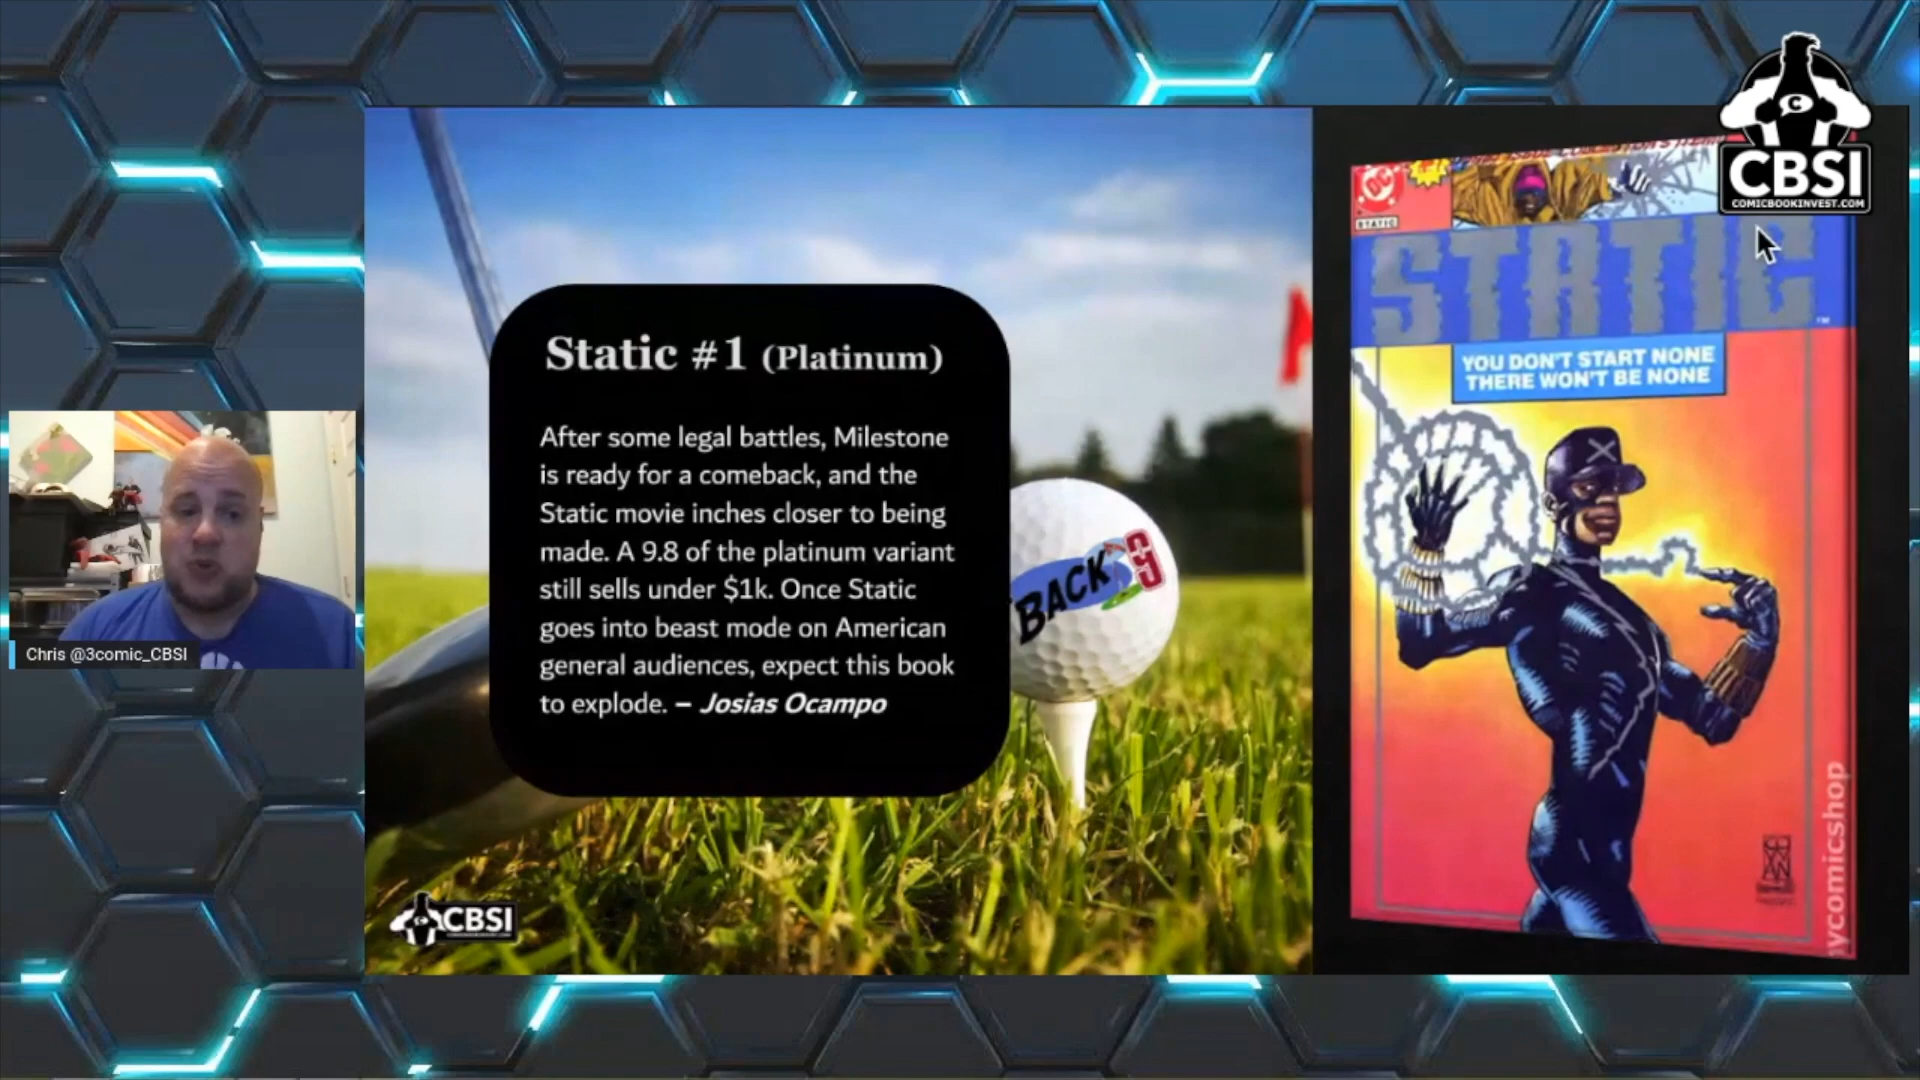 C
CBSI
COMICBOOKINVEST.COM
DC
STATIC
STATIC
TM
YOU DON'T START NONE
THERE WON'T BE NONE
Static #1 (Platinum)
After some legal battles, Milestone
is ready for a comeback, and the
Static movie inches closer to being
made. A 9.8 of the platinum variant
still sells under $1k. Once Static
goes into beast mode on American
general audiences, expect this book
to explode. – Josias Ocampo
BACK 9
Chris @3comic_CBSI
CBSI
ycomicshop